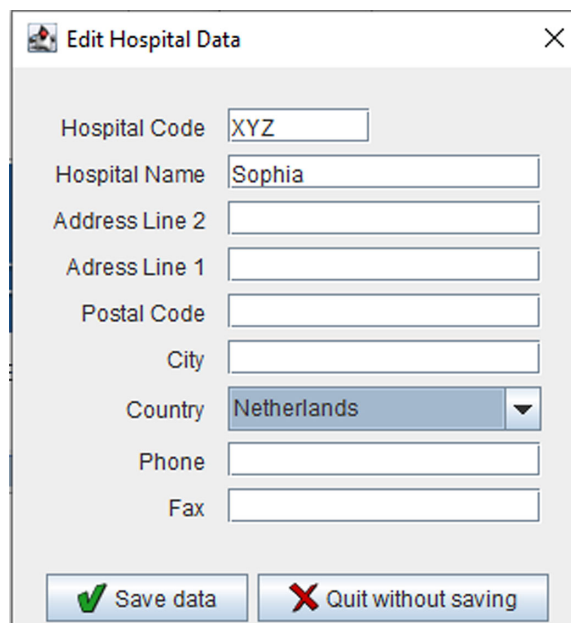 Edit Hospital Data
Hospital Code XYZ
Hospital Name Sophia
Address Line 2
Adress Line 1
Postal Code
City
Country Netherlands
Phone
Fax
Save data Quit without saving